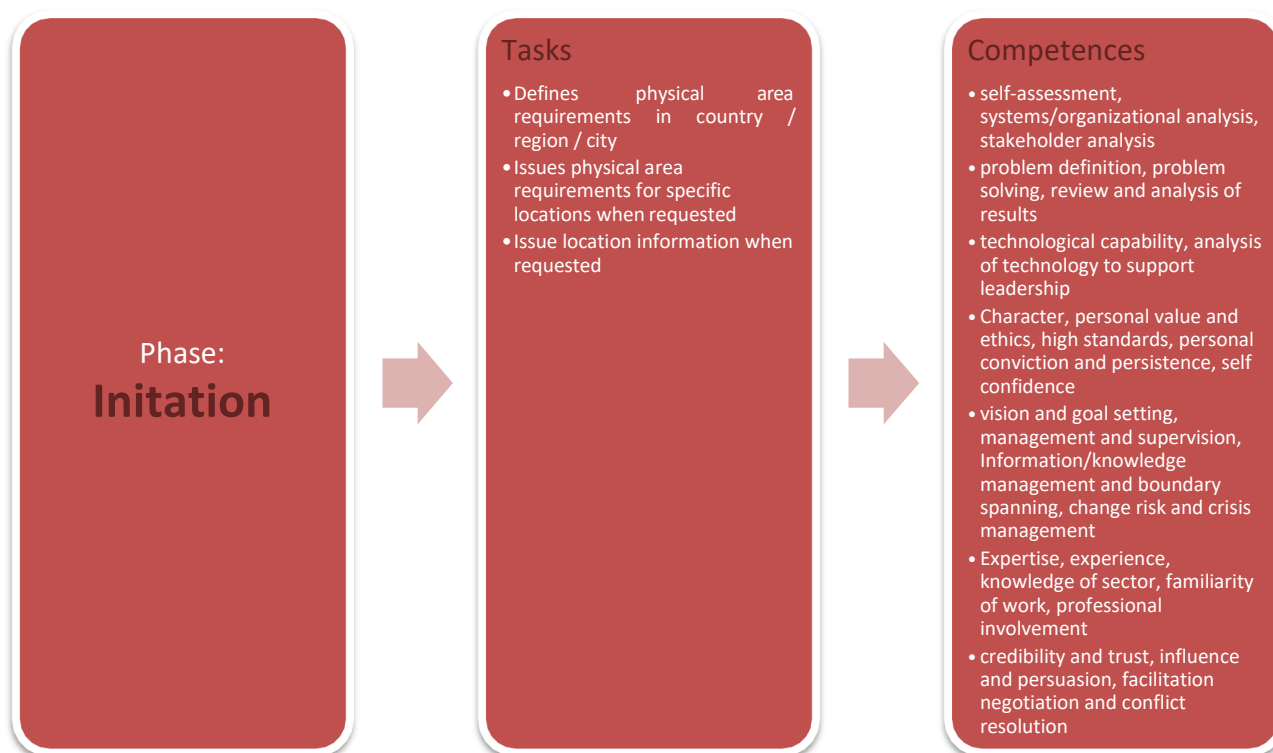 Phase:
Initation
Tasks
•Defines physical area
requirements in country /
region / city
•Issues physical area
requirements for specific
locations when requested
•Issue location information when
requested
Competences
• self-assessment,
systems/organizational analysis,
stakeholder analysis
• problem definition, problem
solving, review and analysis of
results
• technological capability, analysis
of technology to support
leadership
• Character, personal value and
ethics, high standards, personal
conviction and persistence, self
confidence
• vision and goal setting,
management and supervision,
Information/knowledge
management and boundary
spanning, change risk and crisis
management
• Expertise, experience,
knowledge of sector, familiarity
of work, professional
involvement
• credibility and trust, influence
and persuasion, facilitation
negotiation and conflict
resolution